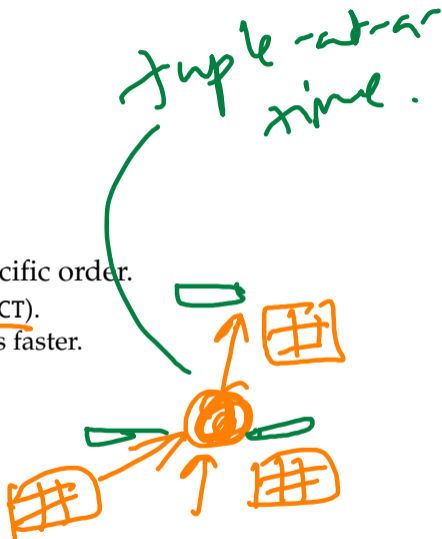 tuple-at-a-
time.
cific order.
CT).
s faster.